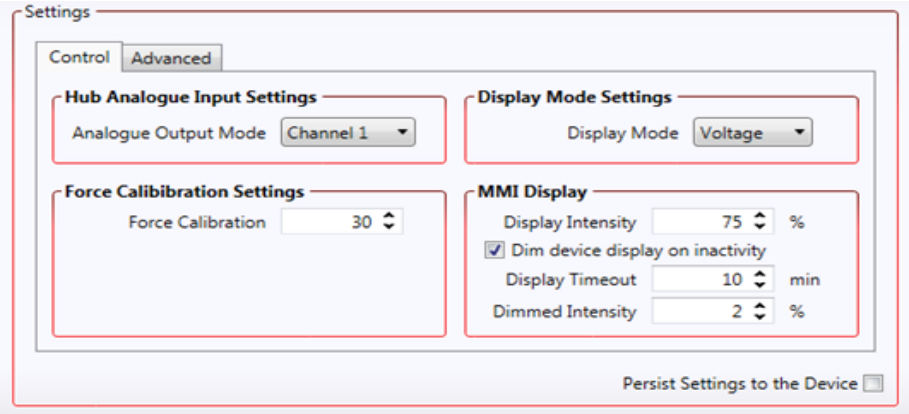 Settings
Control Advanced
Hub Analogue Input Settings
Analogue Output Mode Channel 1
Display Mode Settings
Display Mode Voltage
Force Calibibration Settings
Force Calibration 30
MMI Display
Display Intensity 75 %
Dim device display on inactivity
Display Timeout 10 min
Dimmed Intensity 2 %
Persist Settings to the Device